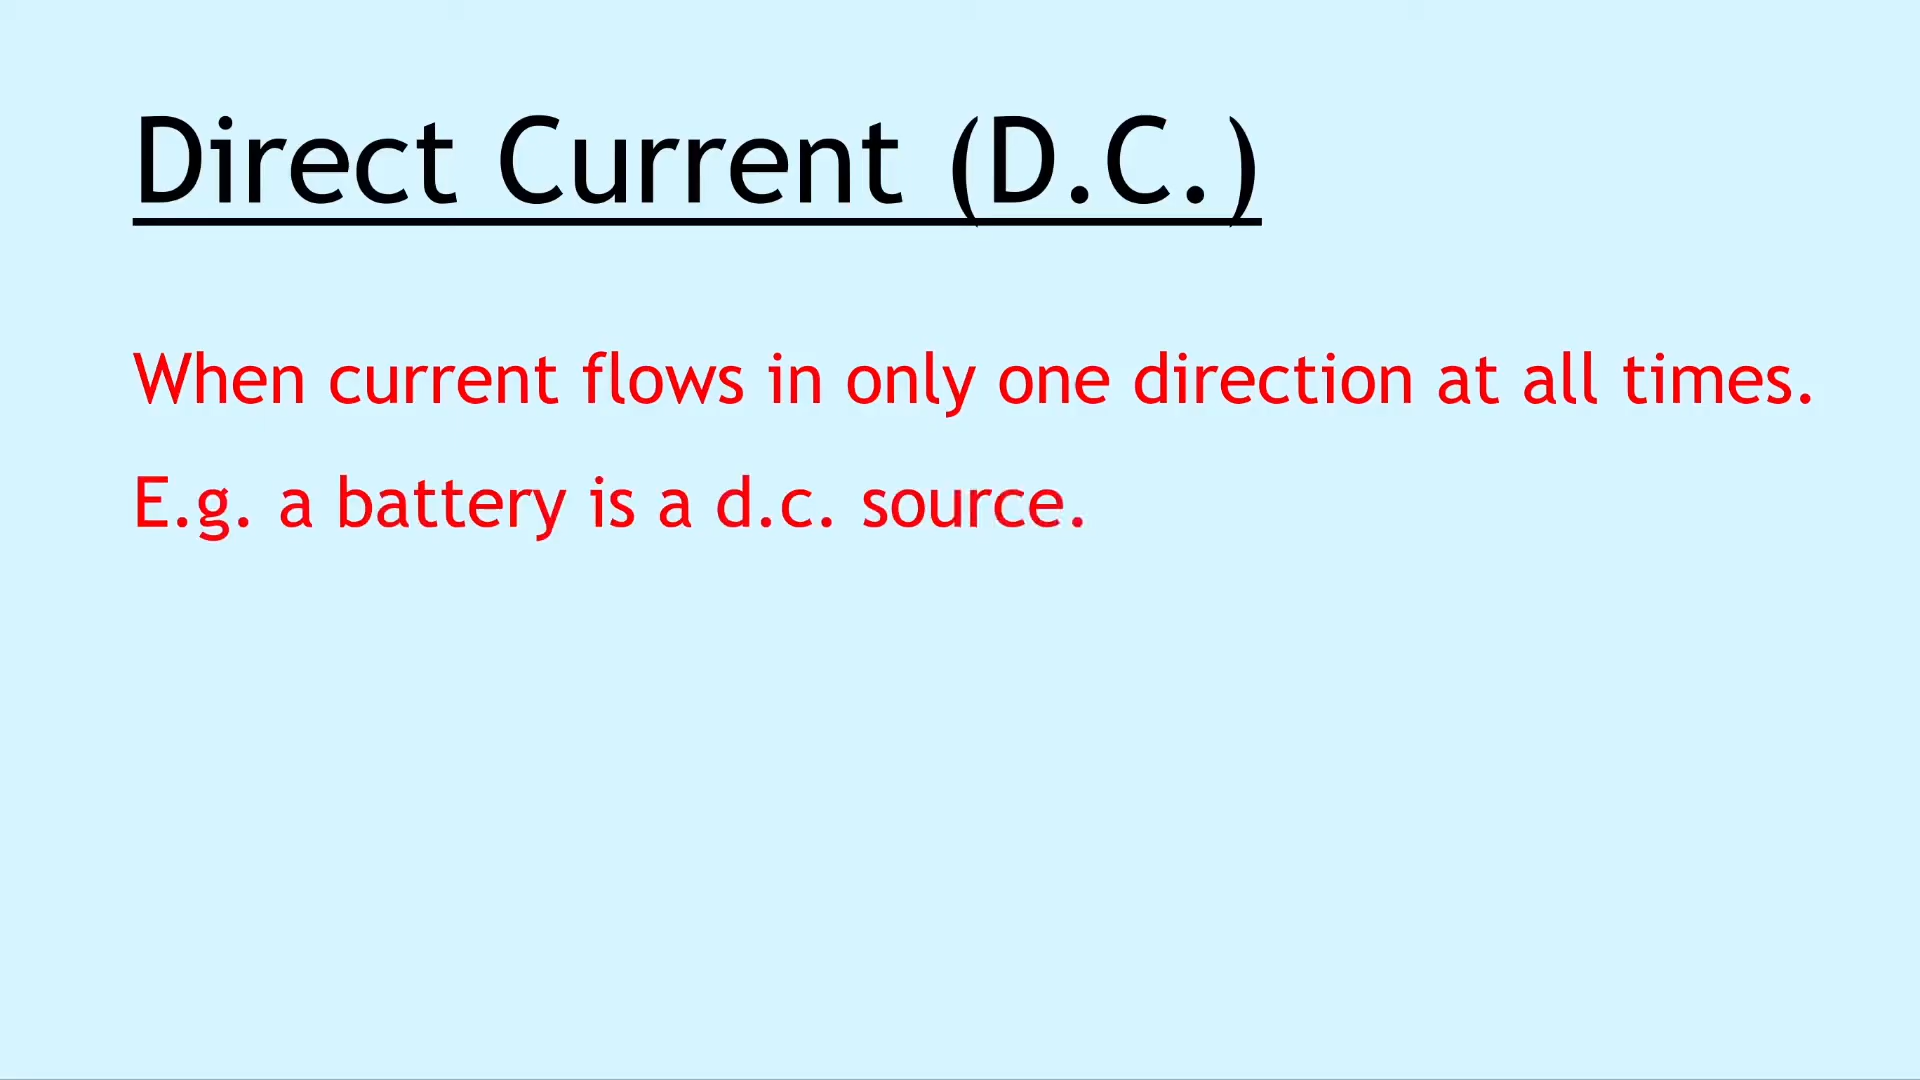 Direct Current (D.C.)
When current flows in only one direction at all times.
E.g. a battery is a d.c. source.